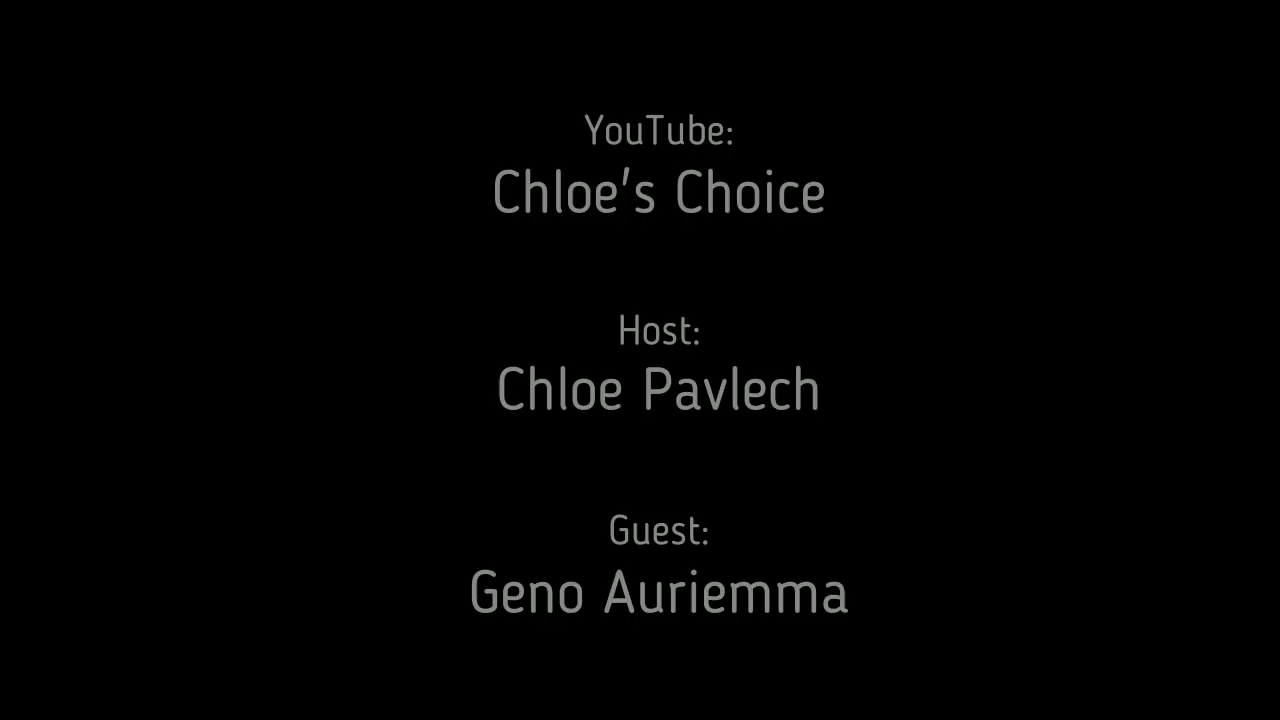 YouTube:
Chloe's Choice
Host:
Chloe Pavlech
Guest:
Geno Auriemma